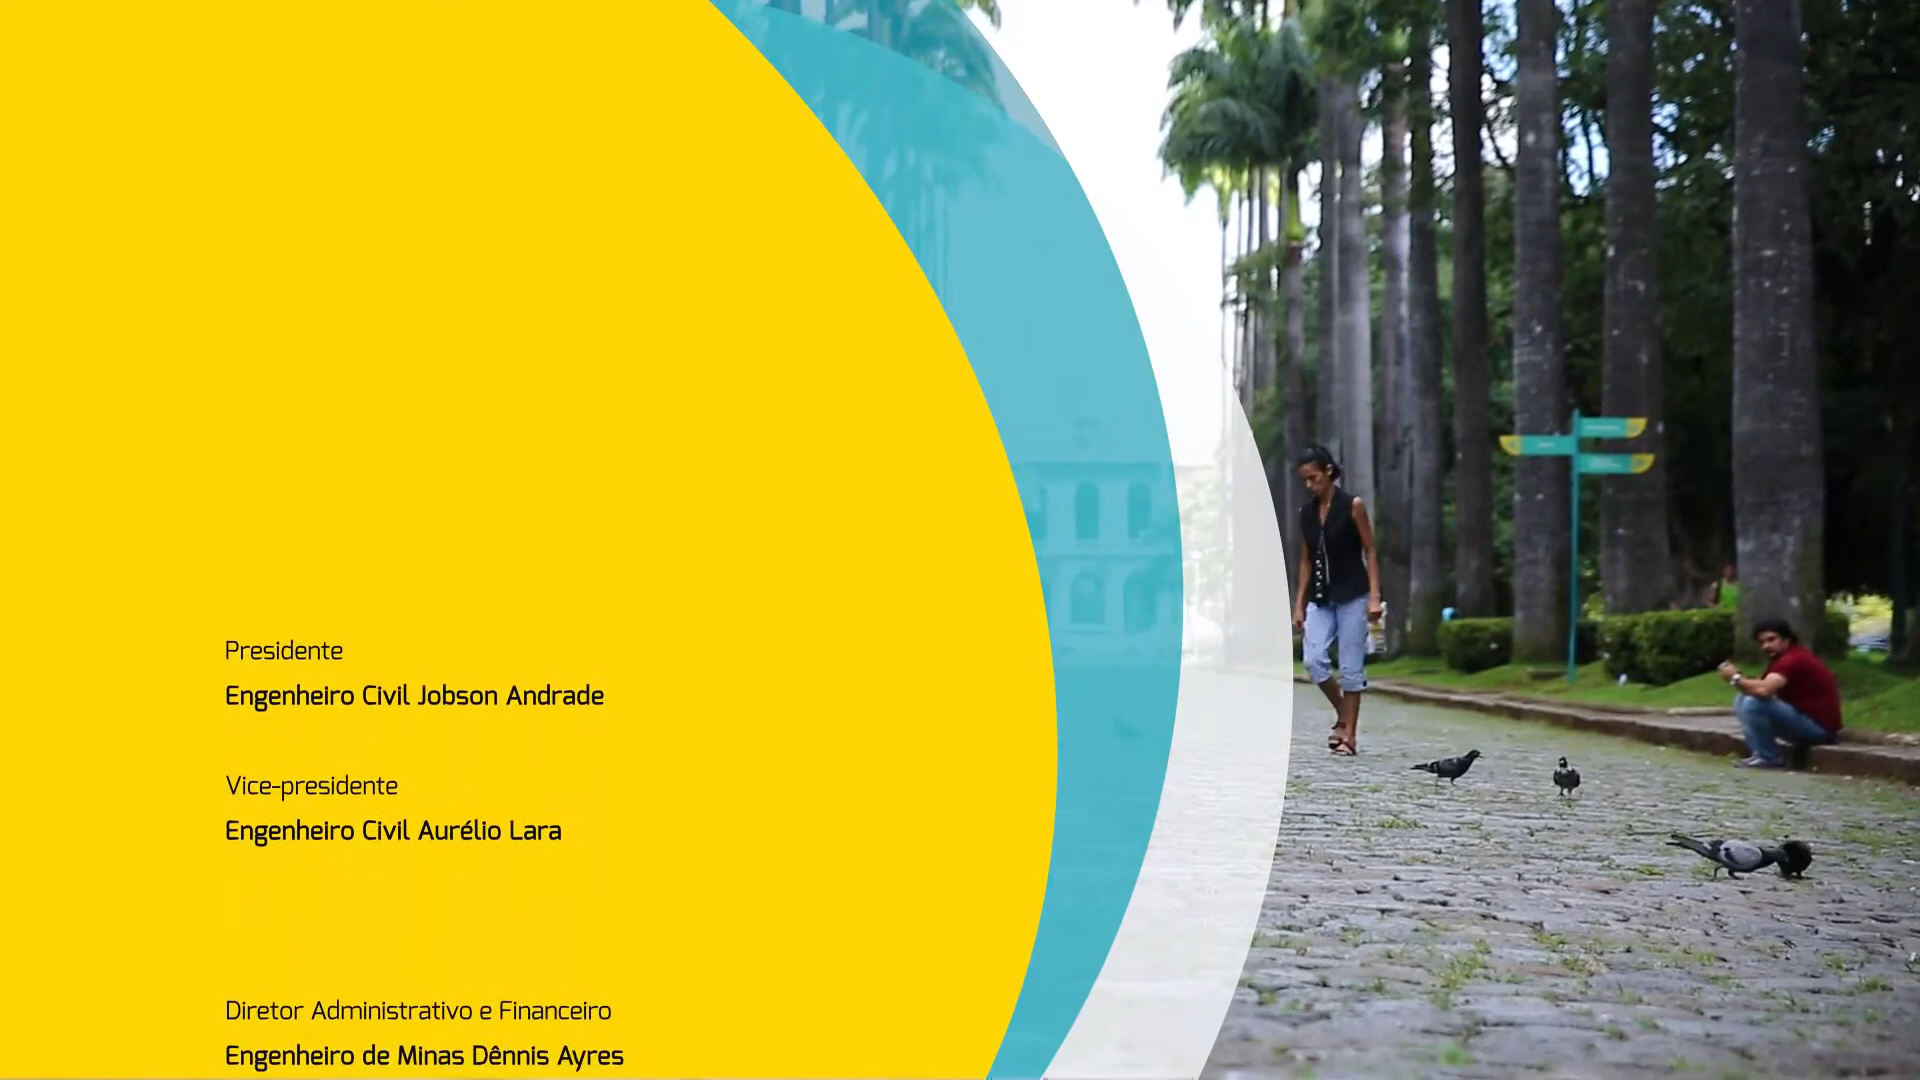 Presidente
Engenheiro Civil Jobson Andrade
Vice-presidente
Engenheiro Civil Aurélio Lara
Diretor Administrativo e Financeiro
Engenheiro de Minas Dênnis Ayres